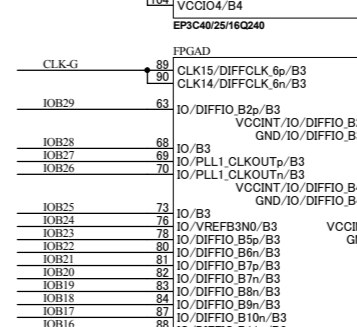 104 VCCIO4/B4
EP3C40/25/16Q240
FPGAD
CLK-G 89 CLK15/DIFFCLK_6p/B3
90 CLK14/DIFFCLK_6n/B3
IOB29 63 IO/DIFFIO_B2p/B3
VCCINT/IO/DIFFIO_B
GND/IO/DIFFIO_B
IOB28 68 IO/B3
IOB27 69 IO/PLL1_CLKOUTp/B3
IOB26 70 IO/PLL1_CLKOUTn/B3
VCCINT/IO/DIFFIO_B
GND/IO/DIFFIO_B
IOB25 73 IO/B3
IOB24 76 IO/VREFB3N0/B3 VCCI
IOB23 78 IO/DIFFIO_B5p/B3 G
IOB22 80 IO/DIFFIO_B6n/B3
IOB21 81 IO/DIFFIO_B7p/B3
IOB20 82 IO/DIFFIO_B7n/B3
IOB19 83 IO/DIFFIO_B8n/B3
IOB18 84 IO/DIFFIO_B9n/B3
IOB17 87 IO/DIFFIO_B10n/B3
IOB16 88